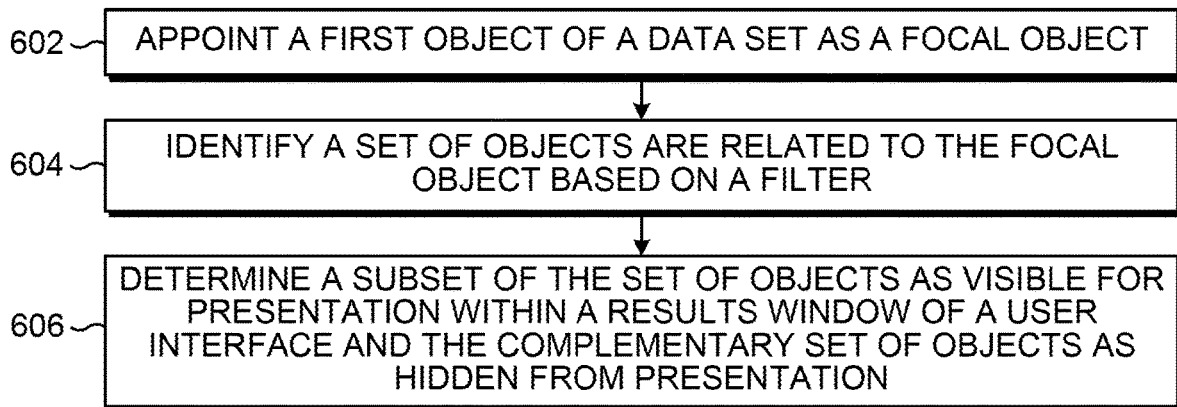 602 APPOINT A FIRST OBJECT OF A DATA SET AS A FOCAL OBJECT
604 IDENTIFY A SET OF OBJECTS ARE RELATED TO THE FOCAL
OBJECT BASED ON A FILTER
606 DETERMINE A SUBSET OF THE SET OF OBJECTS AS VISIBLE FOR
PRESENTATION WITHIN A RESULTS WINDOW OF A USER
INTERFACE AND THE COMPLEMENTARY SET OF OBJECTS AS
HIDDEN FROM PRESENTATION